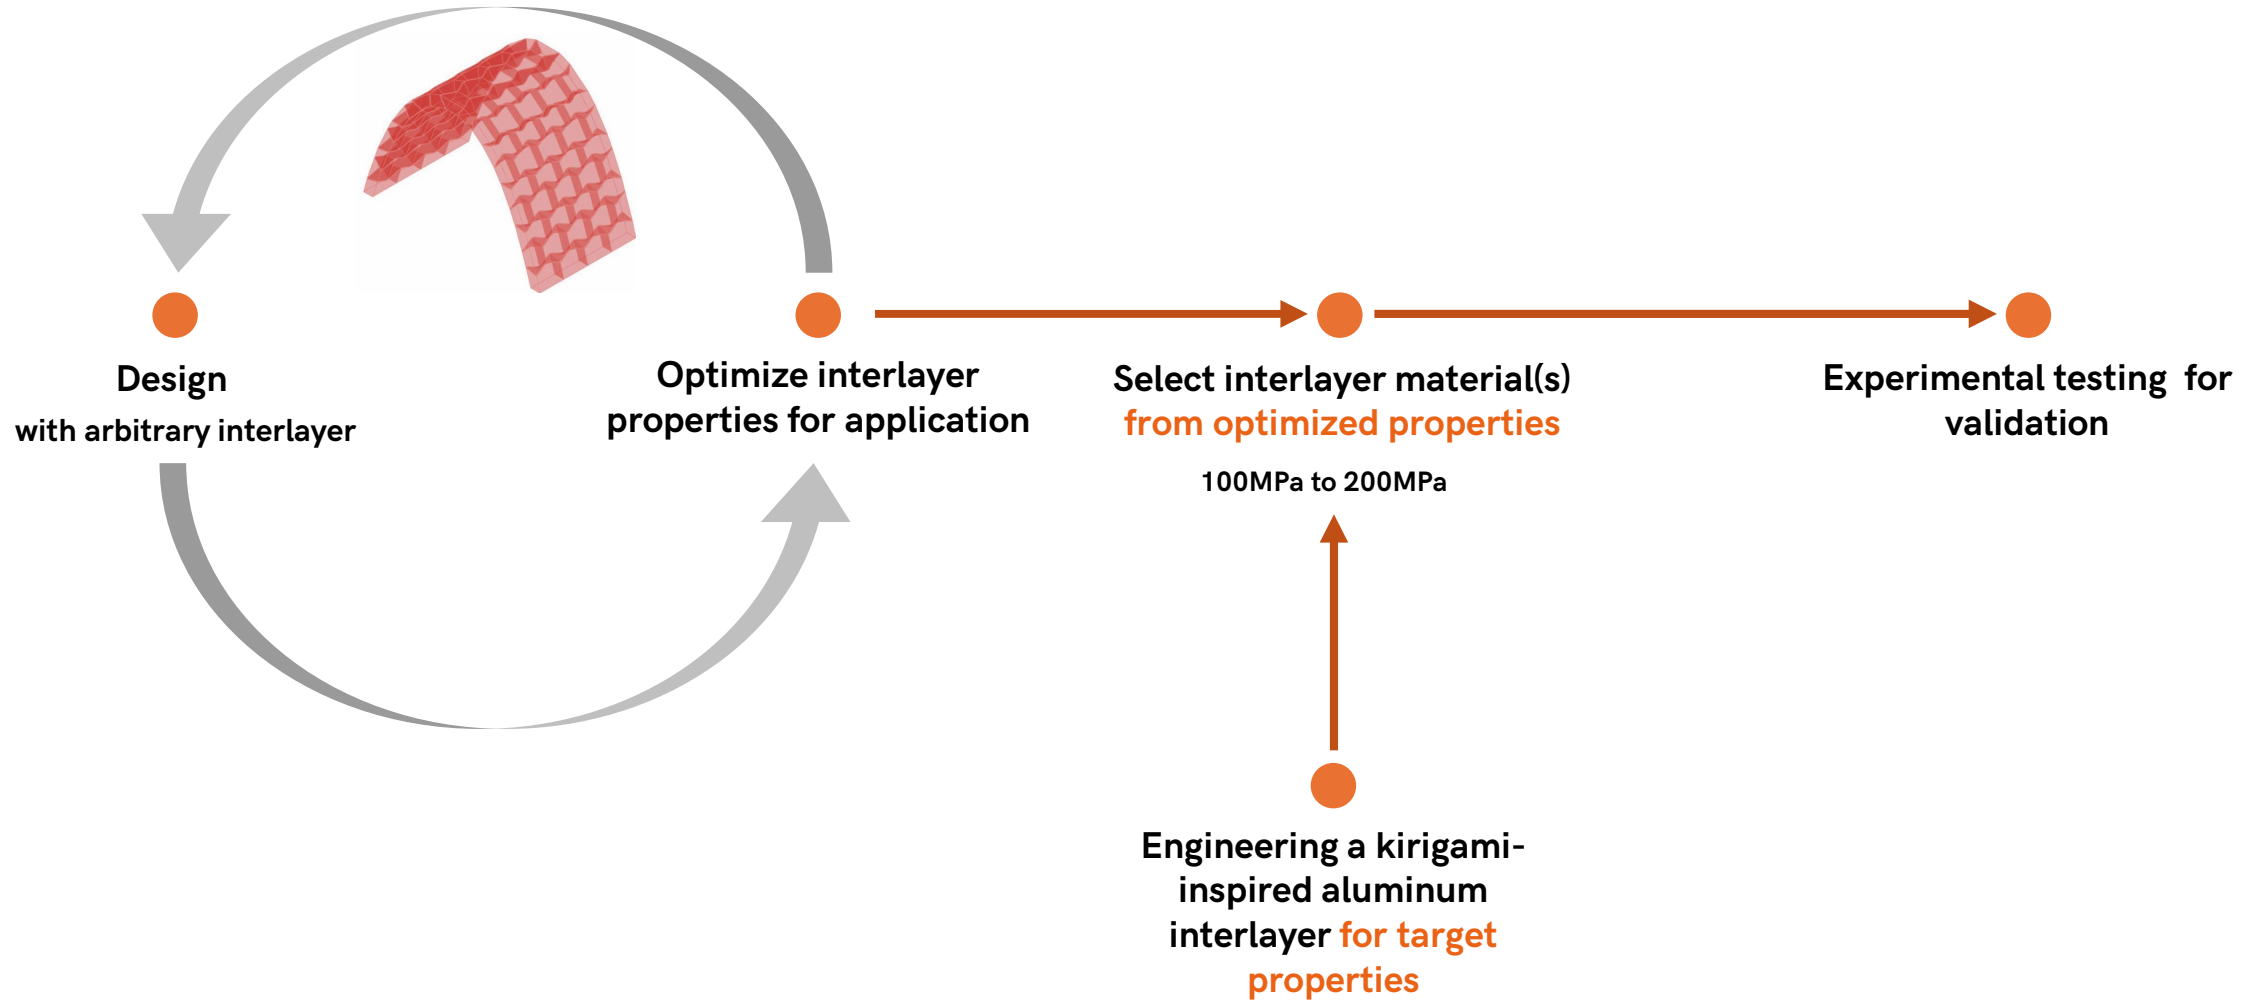 Design
with arbitrary interlayer
Optimize interlayer
properties for application
Select interlayer material(s)
from optimized properties
100MPa to 200MPa
Experimental testing for
validation
Engineering a kirigami-
inspired aluminum
interlayer for target
properties